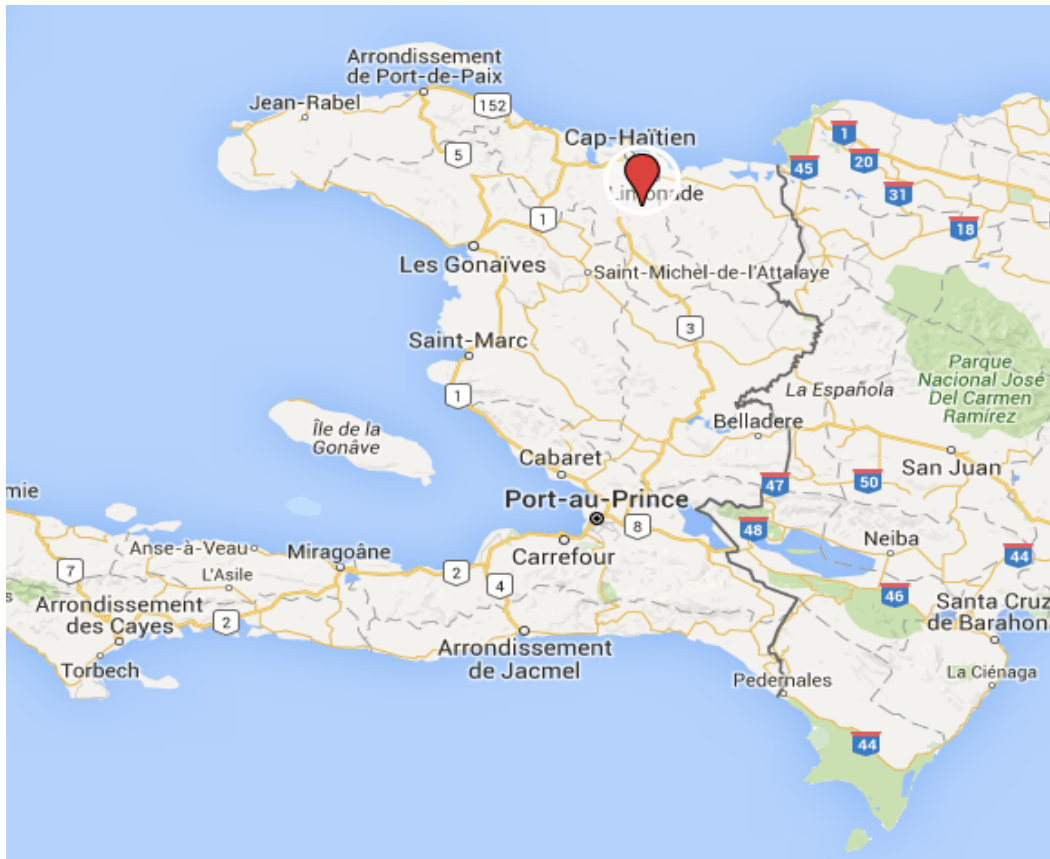 Arrondissement
de Port-de-Paix
Jean-Rabel
152
Cap-Haïtien
5
1
45
20
31
Limonade
1
18
Les Gonaïves
Saint-Michel-de-l'Attalaye
3
Saint-Marc
1
La Española
Parque
Nacional José
Del Carmen
Ramírez
Île de la
Gonâve
Belladere
Cabaret
San Juan
mie
47
50
Port-au-Prince
8
48
Neiba
Anse-à-Veau
Miragoâne
Carrefour
44
7
L'Asile
2
4
46
s
Arrondissement
des Cayes
2
Santa Cruz
de Barahon
Torbech
Arrondissement
de Jacmel
Pedernales
La Ciénaga
44